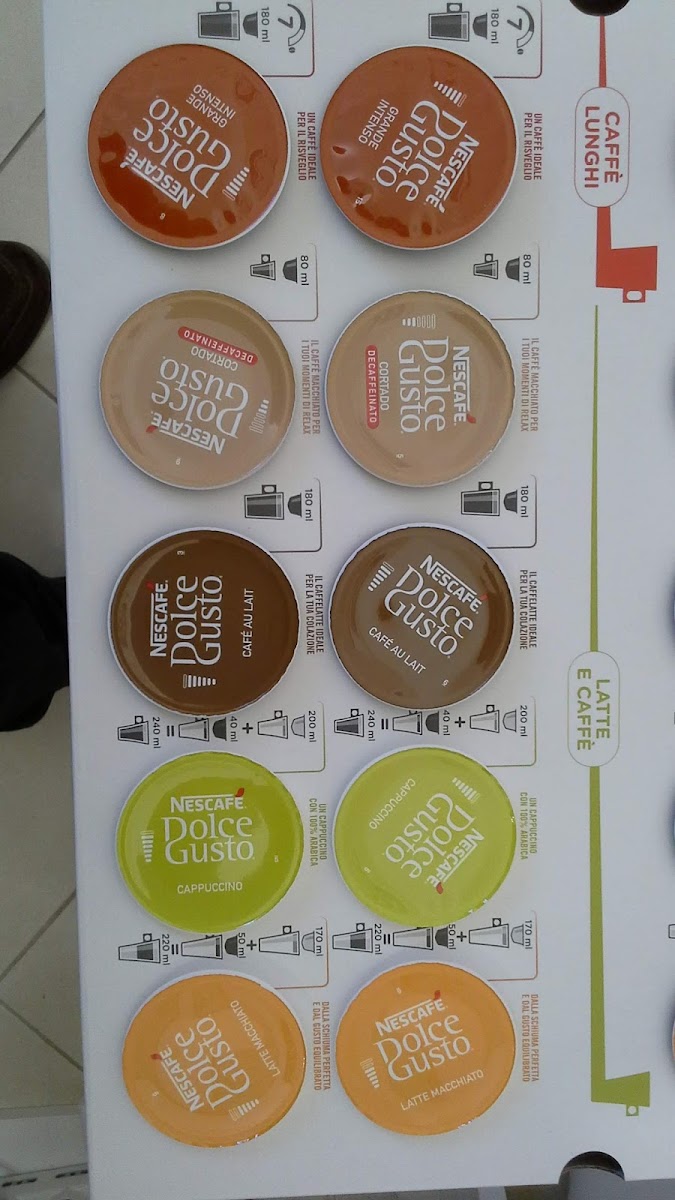 CAFFÈ
LUNGHI
7
180 ml
UN CAFFÈ IDEALE
PER IL RISVEGLIO
NESCAFÉ
DOLCE
GUSTO
GRANDE
INTENSO
7
180 ml
UN CAFFÈ IDEALE
PER IL RISVEGLIO
NESCAFÉ
DOLCE
GUSTO
GRANDE
INTENSO
LATTE
E CAFFÈ
80 ml
IL CAFFÈ MACCHIATO PER
I TUOI MOMENTI DI RELAX
NESCAFÉ
DOLCE
GUSTO
CORTADO
DECAFFEINATO
80 ml
IL CAFFÈ MACCHIATO PER
I TUOI MOMENTI DI RELAX
NESCAFÉ
DOLCE
GUSTO
CORTADO
DECAFFEINATO
180 ml
IL CAFFELATTE IDEALE
PER LA TUA COLAZIONE
NESCAFÉ
DOLCE
GUSTO
CAFÉ AU LAIT
180 ml
IL CAFFELATTE IDEALE
PER LA TUA COLAZIONE
NESCAFÉ
DOLCE
GUSTO
CAFÉ AU LAIT
200 ml + 40 ml = 240 ml
UN CAPPUCCINO
CON 100% ARABICA
NESCAFÉ
DOLCE
GUSTO
CAPPUCCINO
200 ml + 40 ml = 240 ml
UN CAPPUCCINO
CON 100% ARABICA
NESCAFÉ
DOLCE
GUSTO
CAPPUCCINO
170 ml + 50 ml = 220 ml
DALLA SCHIUMA PERFETTA
E DAL GUSTO EQUILIBRATO
NESCAFÉ
DOLCE
GUSTO
LATTE MACCHIATO
170 ml + 50 ml = 220 ml
DALLA SCHIUMA PERFETTA
E DAL GUSTO EQUILIBRATO
NESCAFÉ
DOLCE
GUSTO
LATTE MACCHIATO